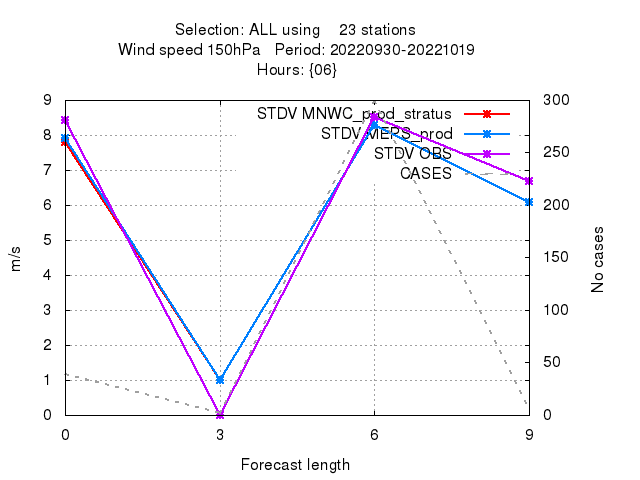 Selection: ALL using 23 stations
Wind speed 150hPa Period: 20220930-20221019
Hours: {06}
9 300
STDV MNWC_prod_stratus
8
STDV MEPS_prod
250
STDV OBS
7
CASES
6 200
5
150
4
3 100
2
50
1
0 0
m/s
No cases
0 3 6 9
Forecast length